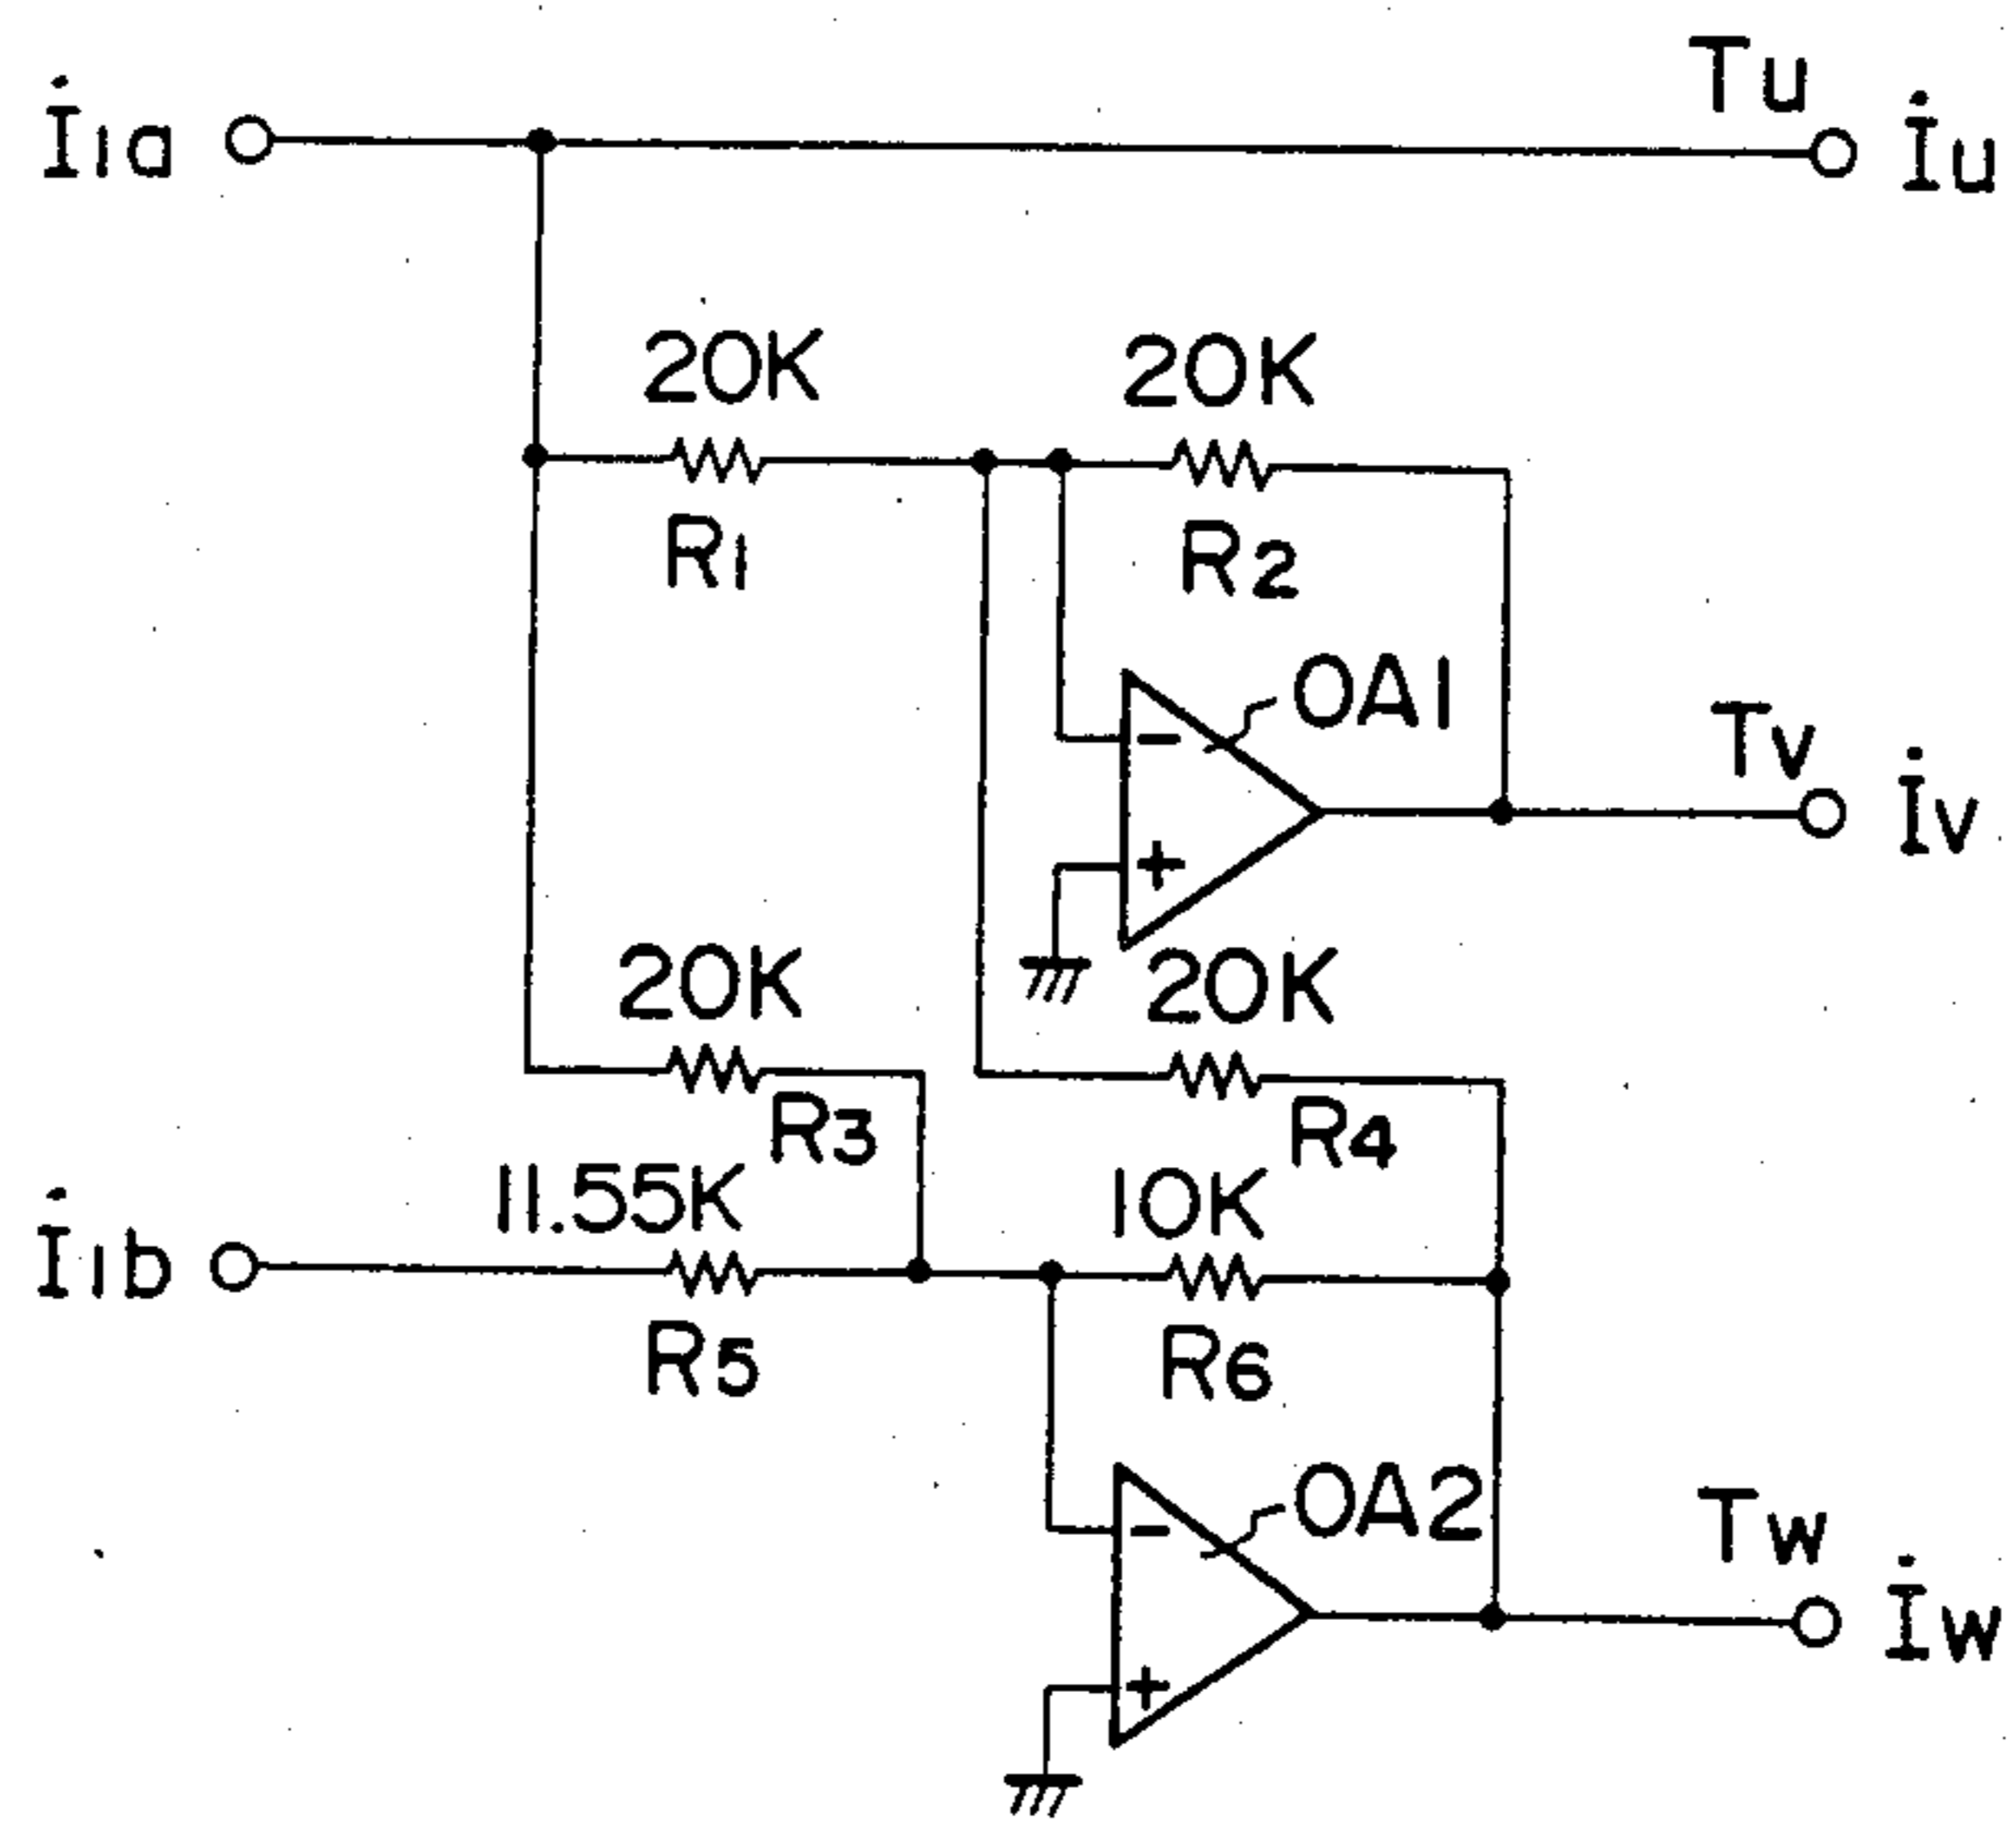 Tu
İ1a
İu
20K
20K
R1
R2
OA1
Tv
İv
−
+
20K
20K
R3
R4
11.55K
10K
İ1b
R5
R6
OA2
Tw
İw
−
+